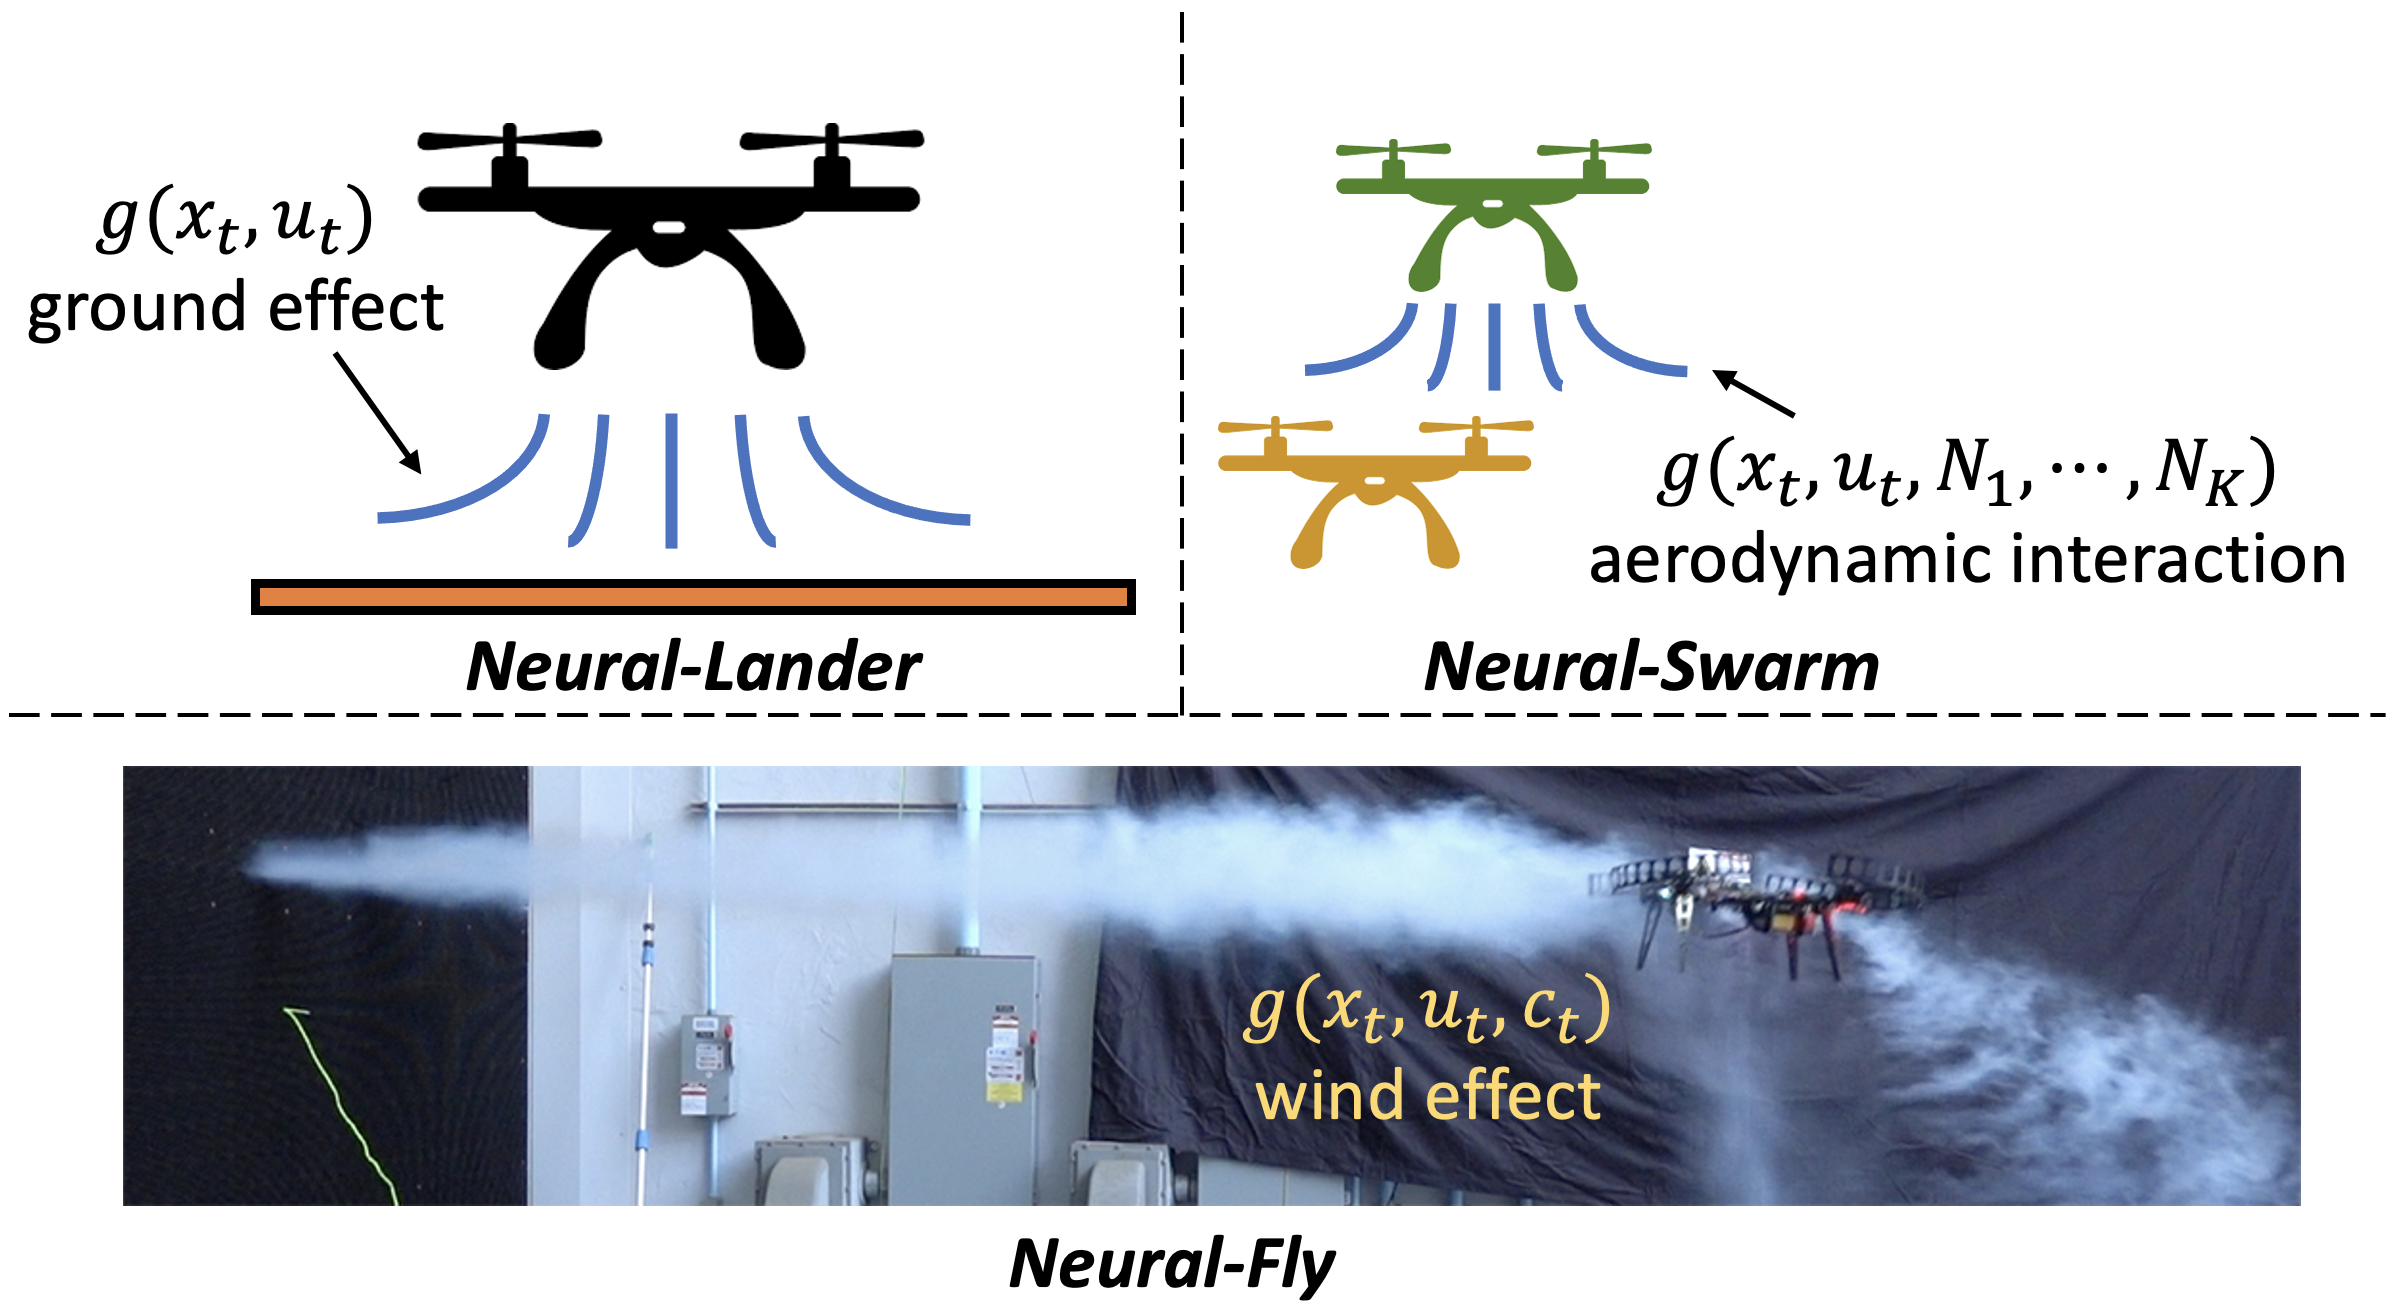 g(x_t, u_t)
ground effect
Neural-Lander
g(x_t, u_t, N_1, ⋯, N_K)
aerodynamic interaction
Neural-Swarm
g(x_t, u_t, c_t)
wind effect
Neural-Fly